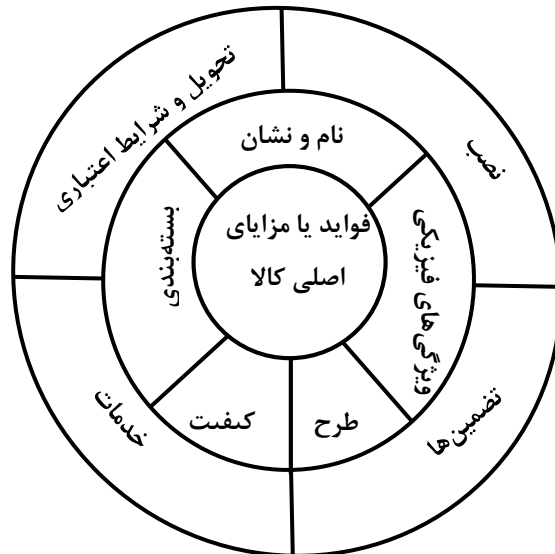 تحویل و شرایط اعتباری
نصب
نام و نشان
بسته‌بندی
فواید یا مزایای
اصلی کالا
ویژگی‌های فیزیکی
کیفیت
طرح
خدمات
تضمین‌ها